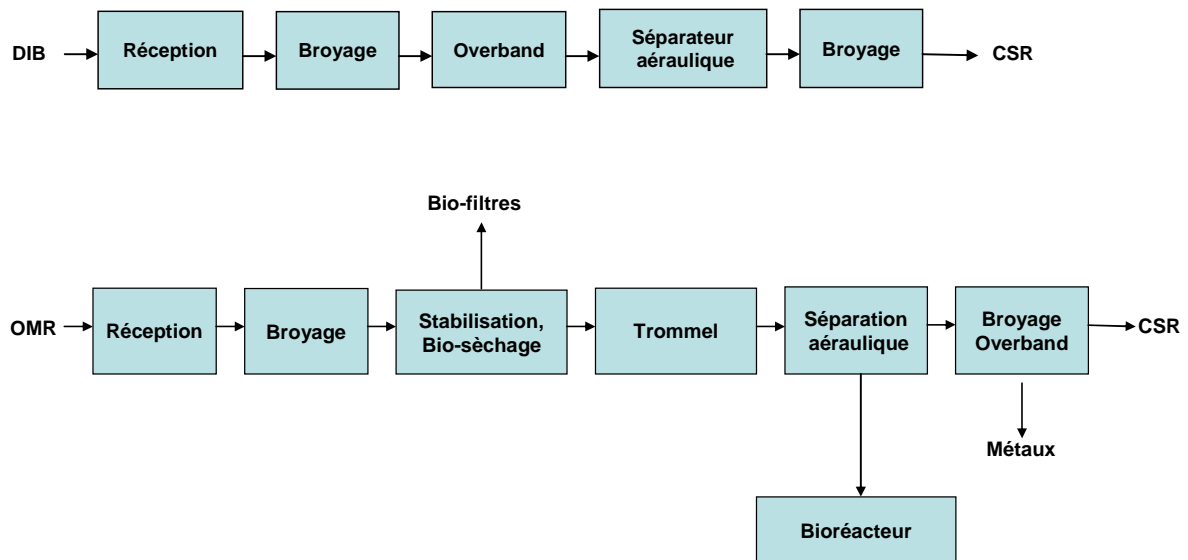 DIB
Réception
Broyage
Overband
Séparateur
aéraulique
Broyage
CSR
Bio-filtres
OMR
Réception
Broyage
Stabilisation,
Bio-sèchage
Trommel
Séparation
aéraulique
Broyage
Overband
CSR
Métaux
Bioréacteur